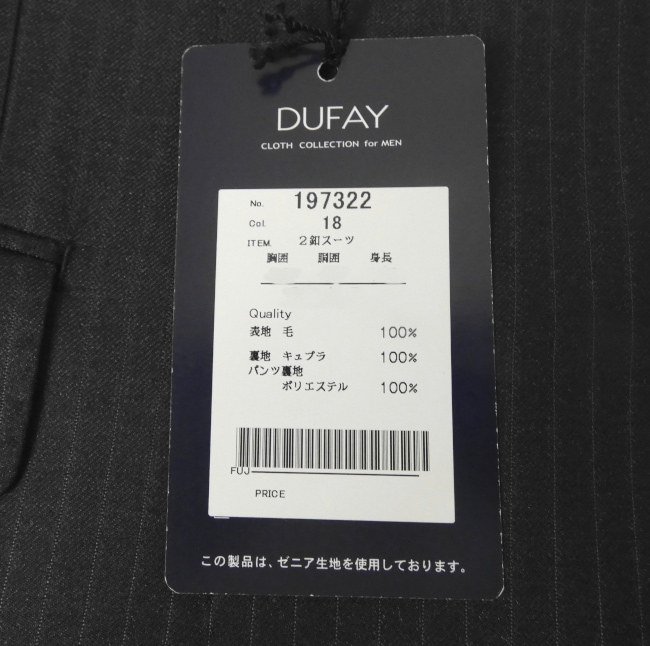 DUFAY
CLOTH COLLECTION for MEN
No. 197322
Col. 18
ITEM. 2釦スーツ
胸囲 胴囲 身長
Quality
表地 毛 100%
裏地 キュプラ 100%
パンツ裏地
ポリエステル 100%
FUJ
PRICE
この製品は、ゼニア生地を使用しております。